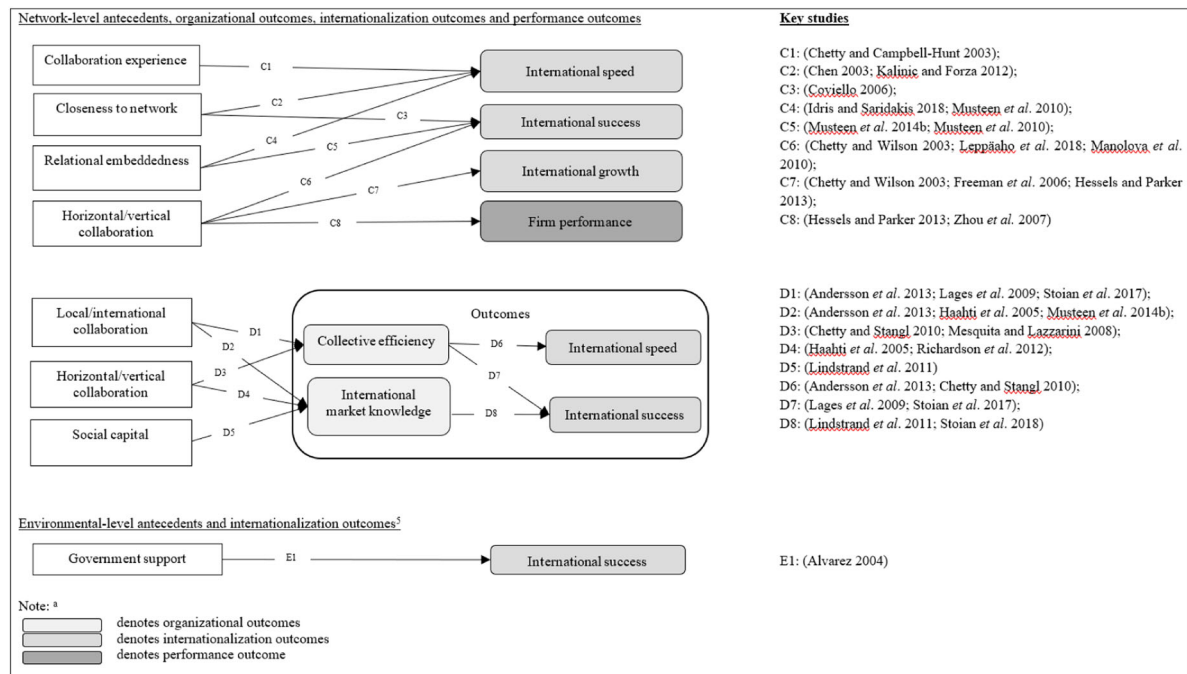 Network-level antecedents, organizational outcomes, internationalization outcomes and performance outcomes
Key studies
Collaboration experience
Closeness to network
Relational embeddedness
Horizontal/vertical
collaboration
C1
C2
C3
C4
C5
C6
C7
C8
International speed
International success
International growth
Firm performance
C1: (Chetty and Campbell-Hunt 2003);
C2: (Chen 2003; Kalinic and Forza 2012);
C3: (Coviello 2006);
C4: (Idris and Saridakis 2018; Musteen et al. 2010);
C5: (Musteen et al. 2014b; Musteen et al. 2010);
C6: (Chetty and Wilson 2003; Leppäaho et al. 2018; Manolova et al.
2010);
C7: (Chetty and Wilson 2003; Freeman et al. 2006; Hessels and Parker
2013);
C8: (Hessels and Parker 2013; Zhou et al. 2007)
Local/international
collaboration
Horizontal/vertical
collaboration
Social capital
D1
D2
D3
D4
D5
Outcomes
Collective efficiency
International
market knowledge
D6
D7
D8
International speed
International success
D1: (Andersson et al. 2013; Lages et al. 2009; Stoian et al. 2017);
D2: (Andersson et al. 2013; Haahti et al. 2005; Musteen et al. 2014b);
D3: (Chetty and Stangl 2010; Mesquita and Lazzarini 2008);
D4: (Haahti et al. 2005; Richardson et al. 2012);
D5: (Lindstrand et al. 2011)
D6: (Andersson et al. 2013; Chetty and Stangl 2010);
D7: (Lages et al. 2009; Stoian et al. 2017);
D8: (Lindstrand et al. 2011; Stoian et al. 2018)
Environmental-level antecedents and internationalization outcomes5
Government support
E1
International success
E1: (Alvarez 2004)
Note: a
denotes organizational outcomes
denotes internationalization outcomes
denotes performance outcome